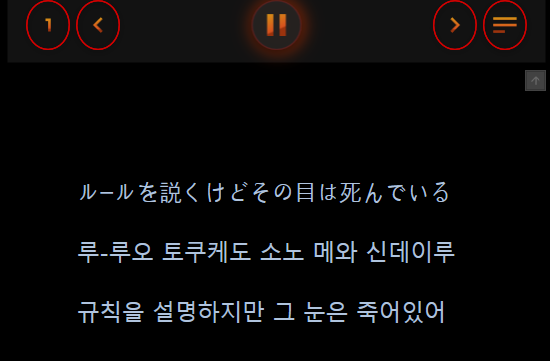 1
ルールを説くけどその目は死んでいる
루-루오 토쿠케도 소노 메와 신데이루
규칙을 설명하지만 그 눈은 죽어있어